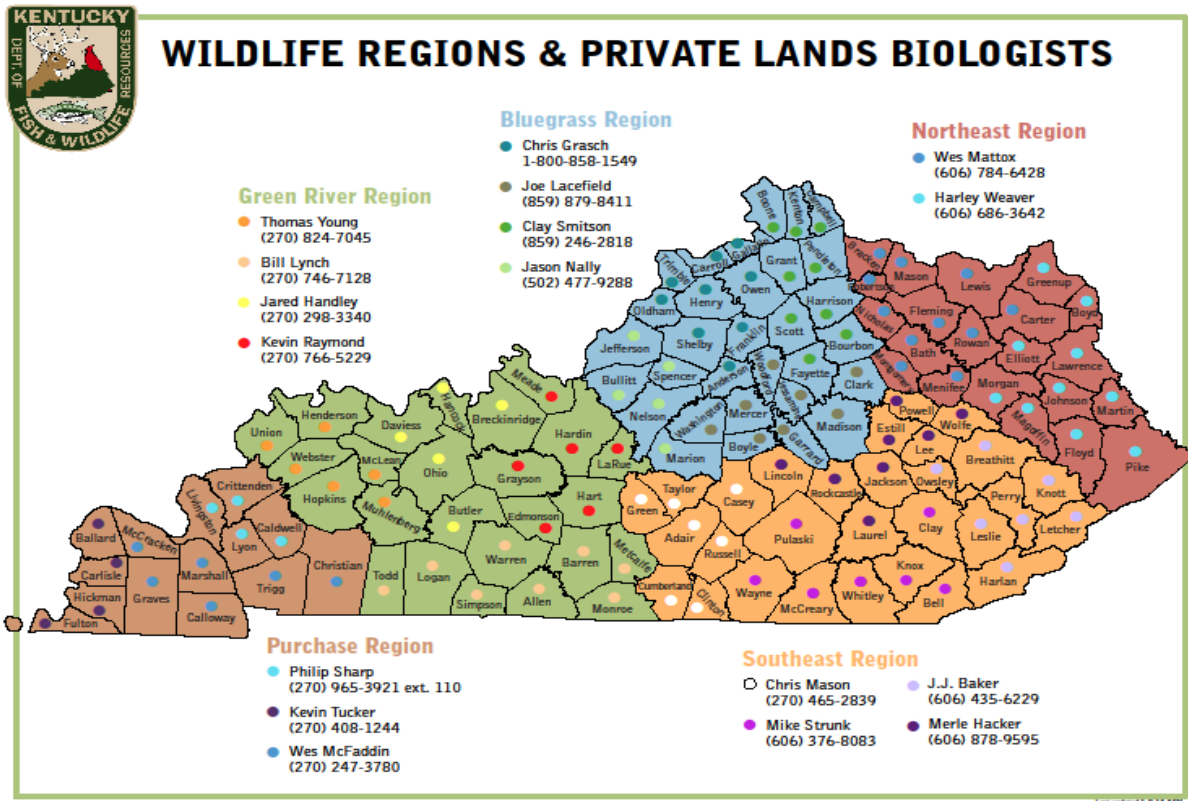 KENTUCKY
DEPT. OF
FISH & WILDLIFE
RESOURCES
WILDLIFE REGIONS & PRIVATE LANDS BIOLOGISTS
Bluegrass Region
Chris Grasch
1-800-858-1549
Joe Lacefield
(859) 879-8411
Clay Smitson
(859) 246-2818
Jason Nally
(502) 477-9288
Northeast Region
Wes Mattox
(606) 784-6428
Harley Weaver
(606) 686-3642
Green River Region
Thomas Young
(270) 824-7045
Bill Lynch
(270) 746-7128
Jared Handley
(270) 298-3340
Kevin Raymond
(270) 766-5229
Boone
Kenton
Campbell
Trimble
Carroll
Gallatin
Grant
Pendleton
Oldham
Henry
Owen
Harrison
Jefferson
Shelby
Franklin
Scott
Bourbon
Bullitt
Spencer
Anderson
Woodford
Fayette
Clark
Nelson
Washington
Mercer
Jessamine
Madison
Marion
Boyle
Garrard
Bracken
Mason
Robertson
Lewis
Greenup
Nicholas
Fleming
Carter
Boyd
Bath
Rowan
Elliott
Lawrence
Montgomery
Menifee
Morgan
Johnson
Martin
Magoffin
Floyd
Pike
Meade
Hancock
Breckinridge
Henderson
Daviess
Union
Webster
McLean
Ohio
Hardin
LaRue
Grayson
Hopkins
Muhlenberg
Butler
Edmonson
Hart
Warren
Barren
Metcalfe
Todd
Logan
Simpson
Allen
Monroe
Crittenden
Livingston
Caldwell
Lyon
Ballard
McCracken
Carlisle
Marshall
Trigg
Christian
Hickman
Graves
Calloway
Fulton
Powell
Wolfe
Estill
Lee
Breathitt
Lincoln
Rockcastle
Jackson
Owsley
Perry
Knott
Taylor
Green
Casey
Adair
Russell
Pulaski
Laurel
Clay
Leslie
Letcher
Cumberland
Clinton
Wayne
McCreary
Whitley
Knox
Bell
Harlan
Purchase Region
Philip Sharp
(270) 965-3921 ext. 110
Kevin Tucker
(270) 408-1244
Wes McFaddin
(270) 247-3780
Southeast Region
Chris Mason
(270) 465-2839
Mike Strunk
(606) 376-8083
J.J. Baker
(606) 435-6229
Merle Hacker
(606) 878-9595